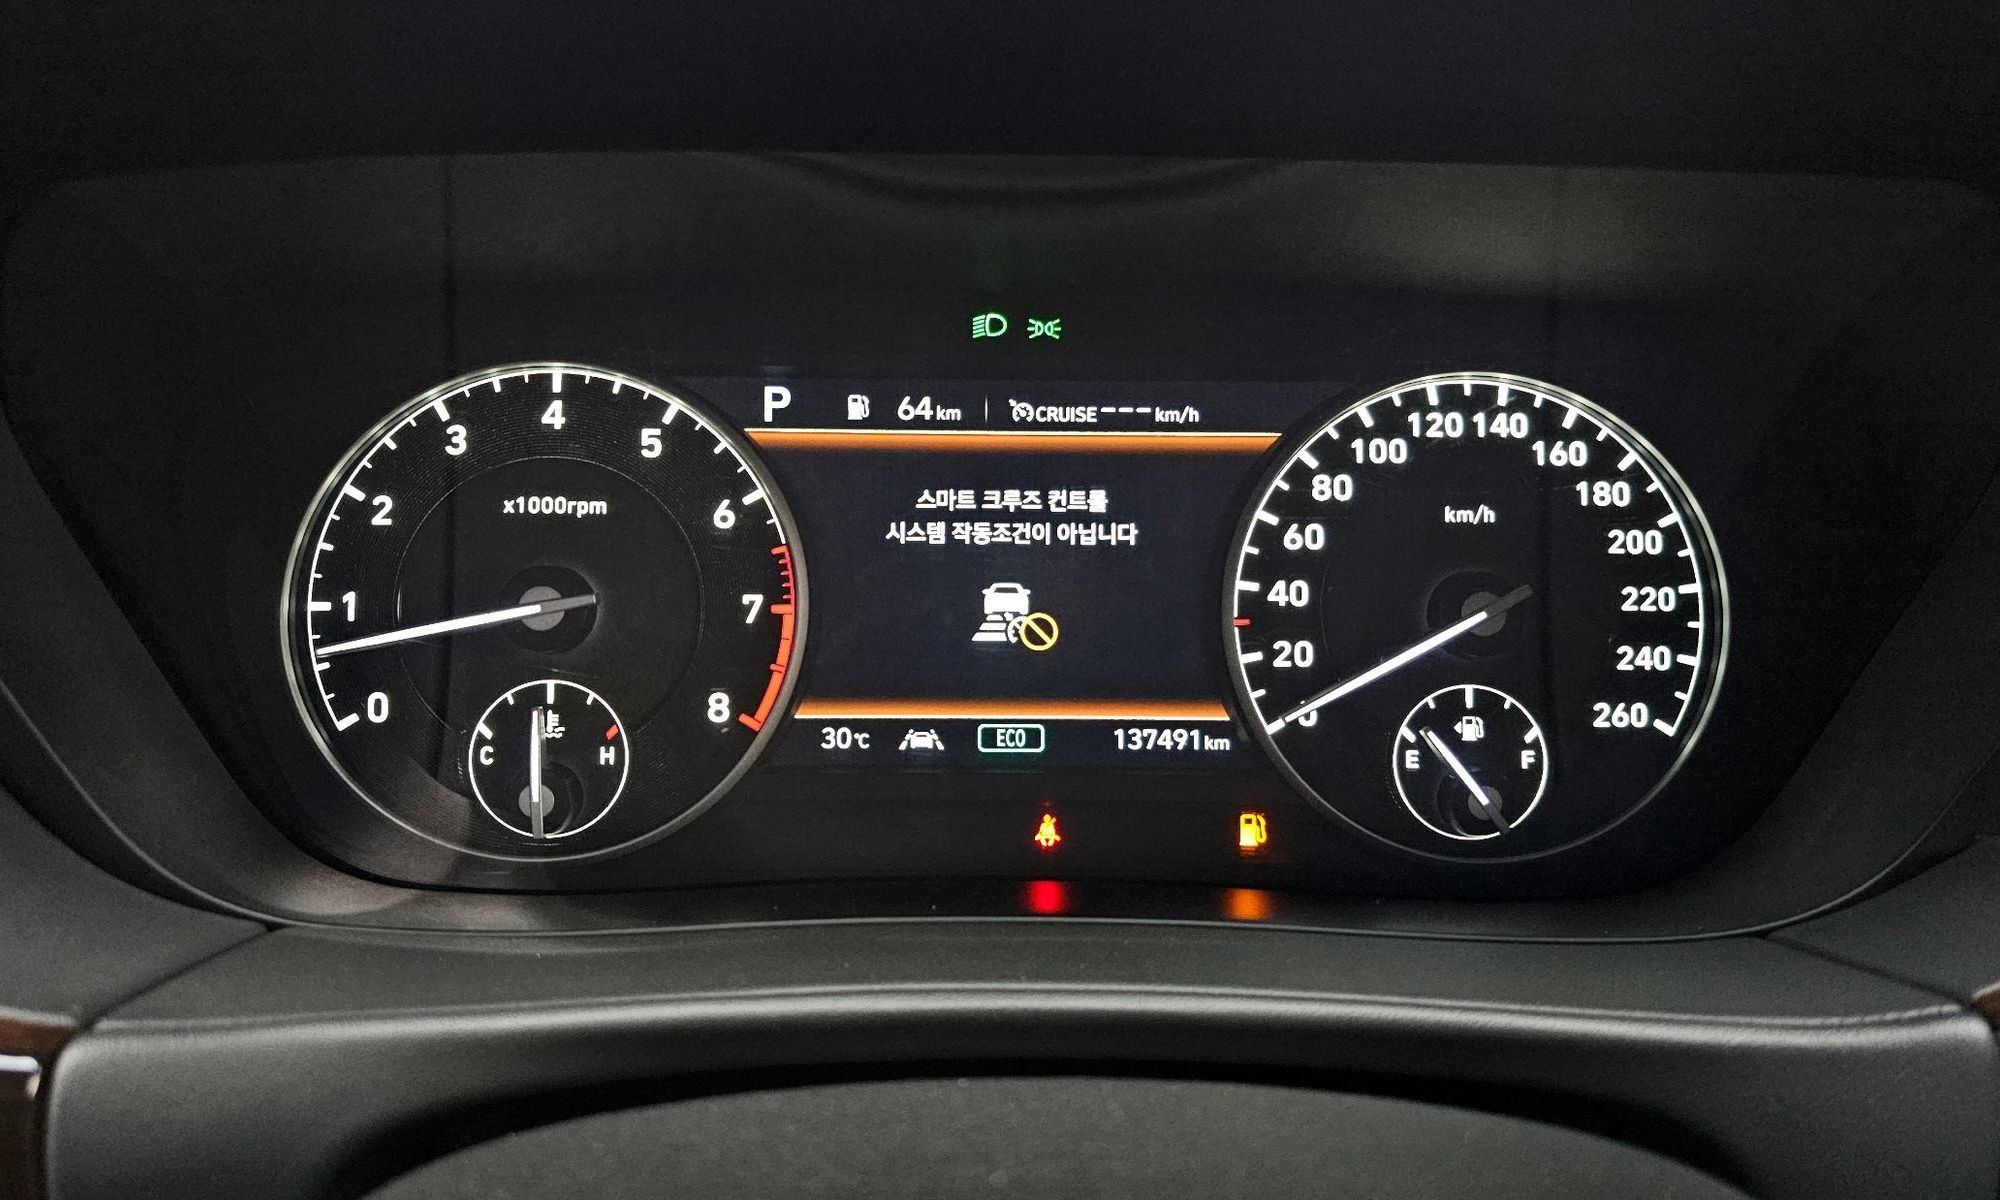 P 64km CRUISE---km/h
스마트 크루즈 컨트롤
시스템 작동조건이 아닙니다
30℃ ECO 137491km
x1000rpm
0 1 2 3 4 5 6 7 8
C H
km/h
0 20 40 60 80 100 120 140 160 180 200 220 240 260
E F